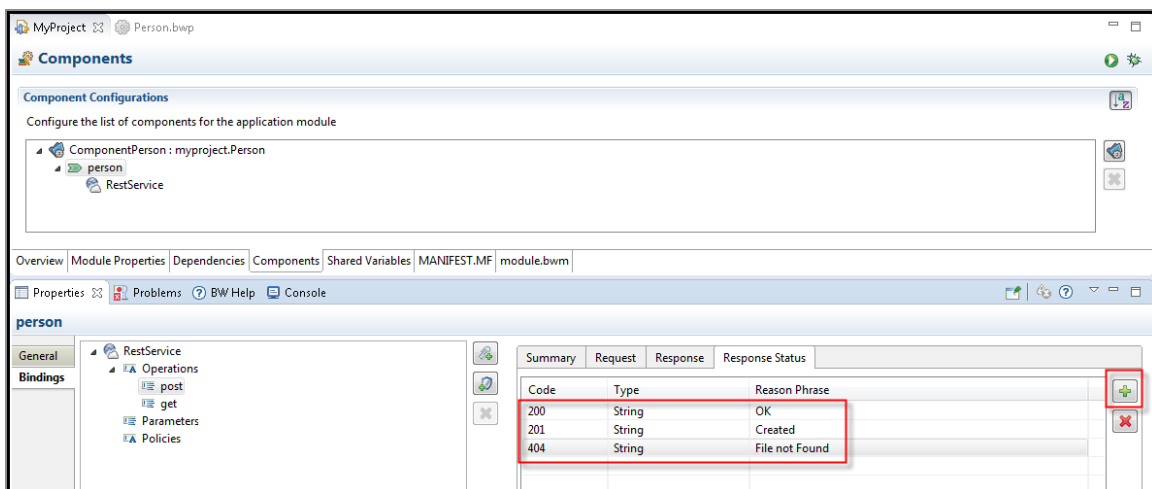 MyProject Person.bwp
Components
Component Configurations
Configure the list of components for the application module
ComponentPerson : myproject.Person
person
RestService
Overview Module Properties Dependencies Components Shared Variables MANIFEST.MF module.bwm
Properties Problems BW Help Console
person
General
Bindings
RestService
Operations
post
get
Parameters
Policies
Summary Request Response Response Status
Code Type Reason Phrase
200 String OK
201 String Created
404 String File not Found